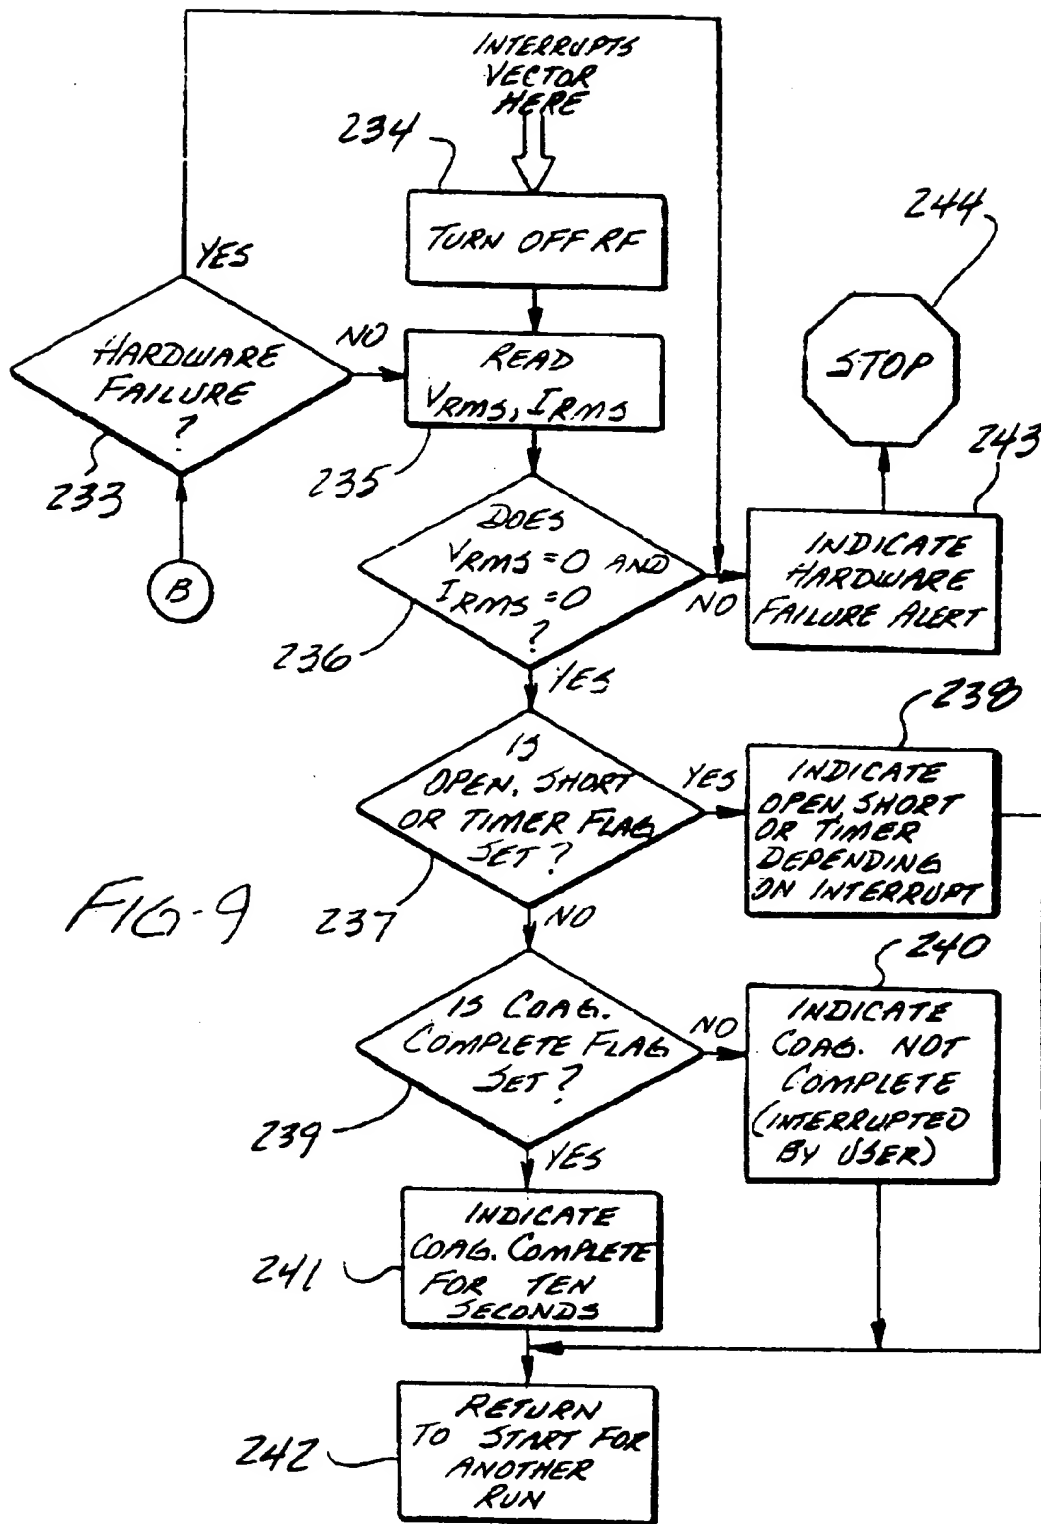 INTERRUPTS
VECTOR
HERE
234
TURN OFF RF
244
STOP
YES
HARDWARE
FAILURE
?
233
NO
READ
VRMS, IRMS
235
B
DOES
VRMS = 0 AND
IRMS = 0
?
236
NO
243
INDICATE
HARDWARE
FAILURE ALERT
YES
238
IS
OPEN, SHORT
OR TIMER FLAG
SET?
237
YES
INDICATE
OPEN, SHORT
OR TIMER
DEPENDING
ON INTERRUPT
FIG-9
NO
240
IS COAG.
COMPLETE FLAG
SET?
239
NO
INDICATE
COAG. NOT
COMPLETE
(INTERRUPTED
BY USER)
YES
INDICATE
COAG. COMPLETE
FOR TEN
SECONDS
241
RETURN
TO START FOR
ANOTHER
RUN
242